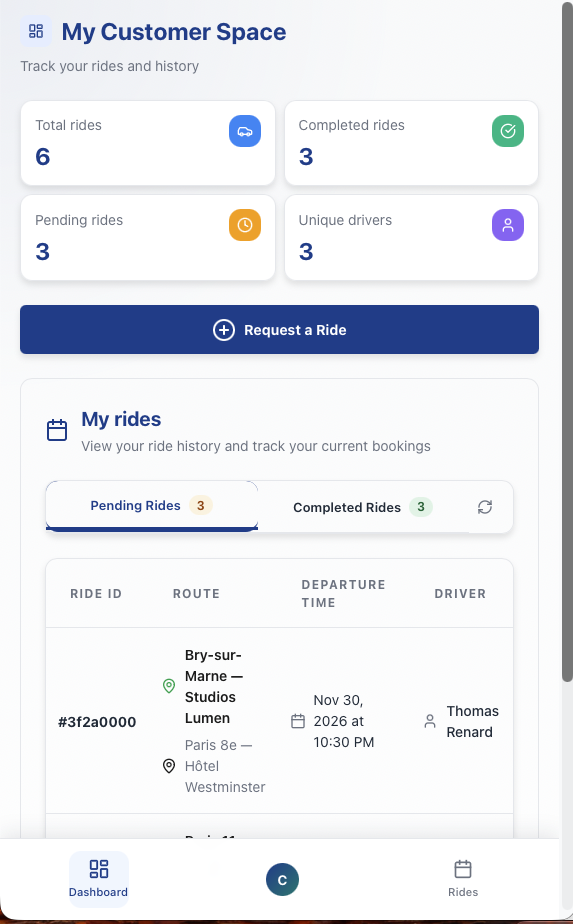 My Customer Space
Track your rides and history
Total rides
6
Completed rides
3
Pending rides
3
Unique drivers
3
Request a Ride
My rides
View your ride history and track your current bookings
Pending Rides 3
Completed Rides 3
RIDE ID
ROUTE
DEPARTURE
TIME
DRIVER
#3f2a0000
Bry-sur-
Marne —
Studios
Lumen
Paris 8e —
Hôtel
Westminster
Nov 30,
2026 at
10:30 PM
Thomas
Renard
Dashboard
C
Rides